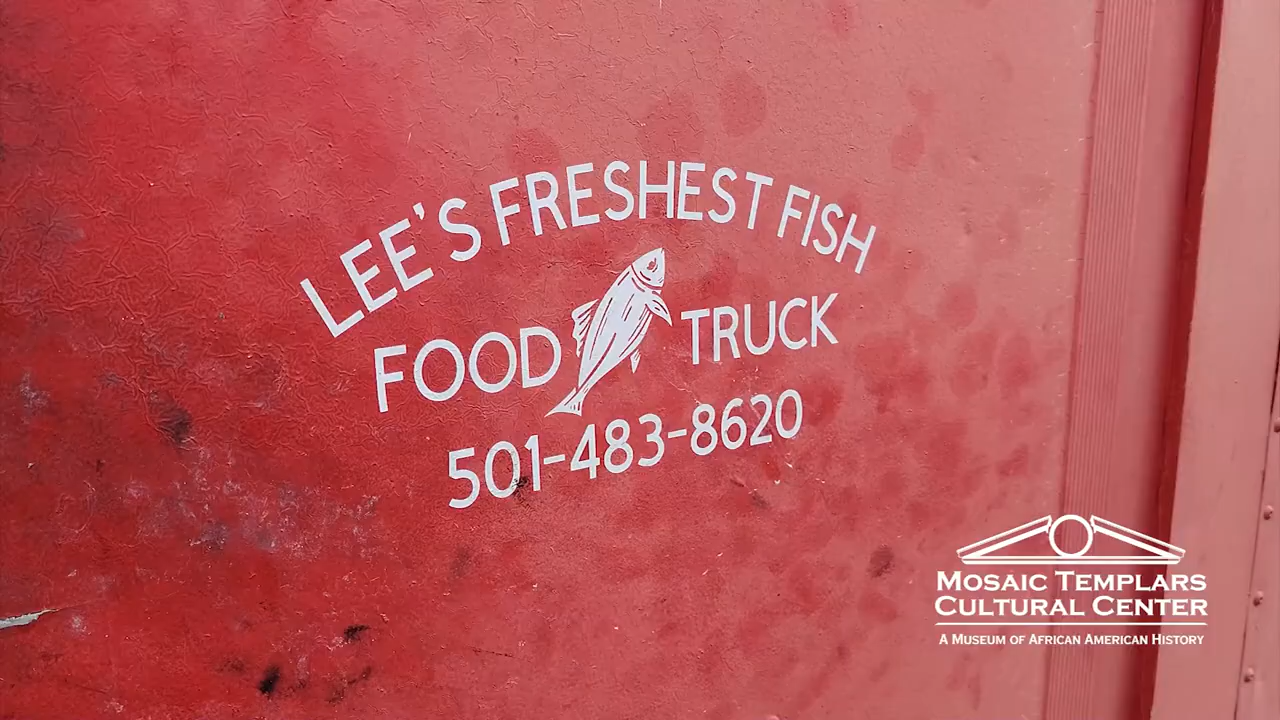 LEE'S FRESHEST FISH
FOOD TRUCK
501-483-8620
MOSAIC TEMPLARS
CULTURAL CENTER
A MUSEUM OF AFRICAN AMERICAN HISTORY